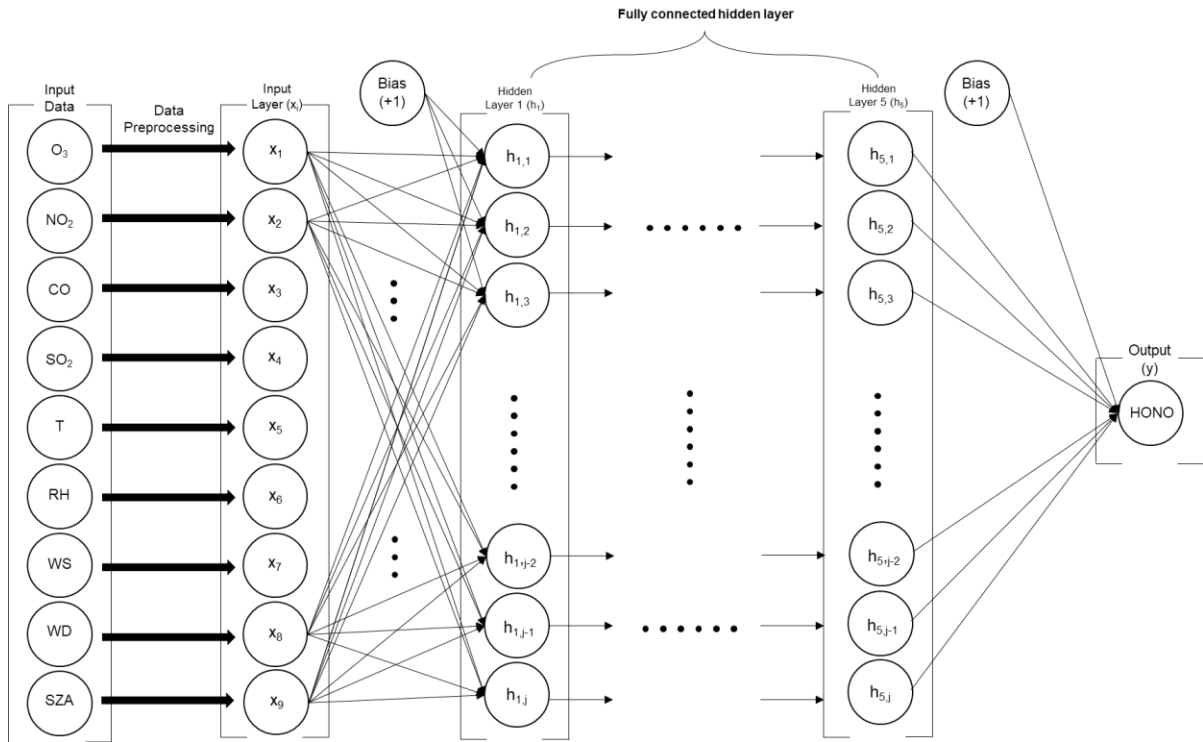 Fully connected hidden layer
Input
Data
Data
Preprocessing
Input
Layer (xᵢ)
Bias
(+1)
Hidden
Layer 1 (h₁)
Hidden
Layer 5 (h₅)
Bias
(+1)
O₃
x₁
h₁,₁
h₅,₁
NO₂
x₂
h₁,₂
h₅,₂
CO
x₃
h₁,₃
h₅,₃
SO₂
x₄
Output
(y)
T
x₅
HONO
RH
x₆
WS
x₇
h₁,ⱼ₋₂
h₅,ⱼ₋₂
WD
x₈
h₁,ⱼ₋₁
h₅,ⱼ₋₁
SZA
x₉
h₁,ⱼ
h₅,ⱼ